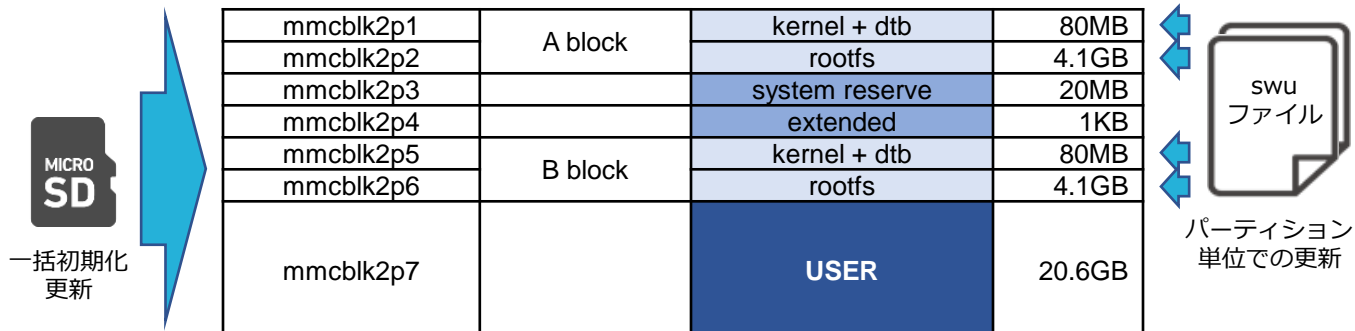 mmcblk2p1 A block kernel + dtb 80MB
mmcblk2p2 rootfs 4.1GB
mmcblk2p3 system reserve 20MB
mmcblk2p4 extended 1KB
mmcblk2p5 B block kernel + dtb 80MB
mmcblk2p6 rootfs 4.1GB
mmcblk2p7 USER 20.6GB
MICRO
SD
一括初期化
更新
swu
ファイル
パーティション
単位での更新